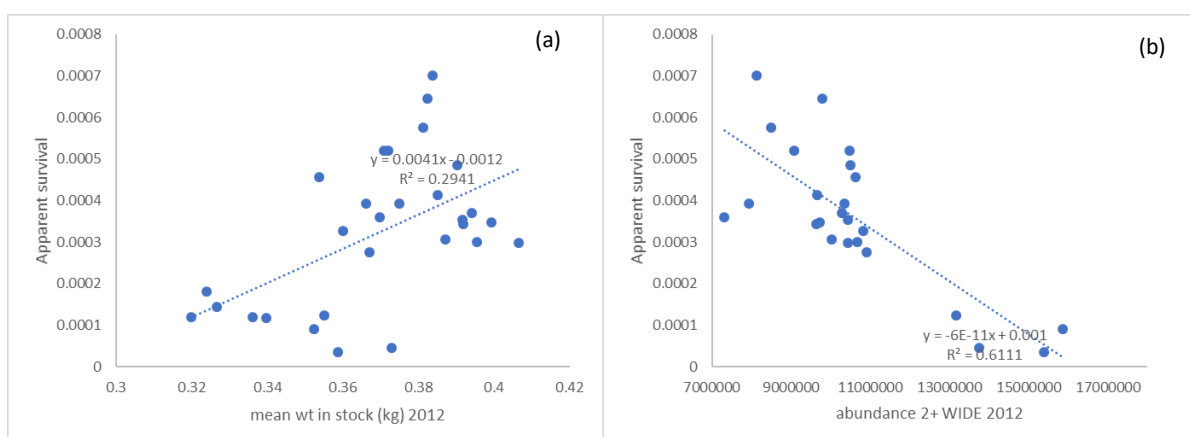 (a)
0.0008
0.0007
0.0006
0.0005
0.0004
0.0003
0.0002
0.0001
0
Apparent survival
y = 0.0041x - 0.0012
R² = 0.2941
0.3 0.32 0.34 0.36 0.38 0.4 0.42
mean wt in stock (kg) 2012
(b)
0.0008
0.0007
0.0006
0.0005
0.0004
0.0003
0.0002
0.0001
0
Apparent survival
y = -6E-11x + 0.001
R² = 0.6111
7000000 9000000 11000000 13000000 15000000 17000000
abundance 2+ WIDE 2012